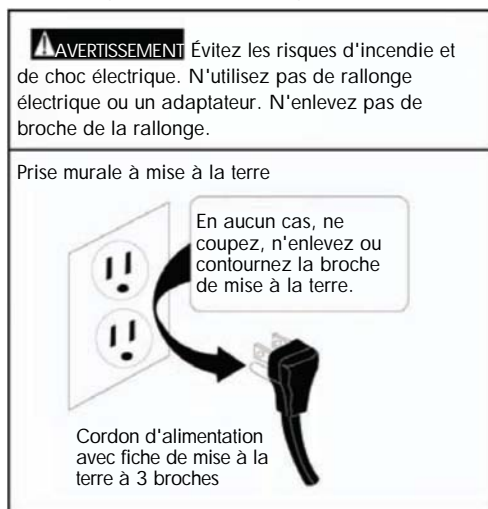 AVERTISSEMENT Évitez les risques d'incendie et
de choc électrique. N'utilisez pas de rallonge
électrique ou un adaptateur. N'enlevez pas de
broche de la rallonge.
Prise murale à mise à la terre
En aucun cas, ne
coupez, n'enlevez ou
contournez la broche
de mise à la terre.
Cordon d'alimentation
avec fiche de mise à la
terre à 3 broches